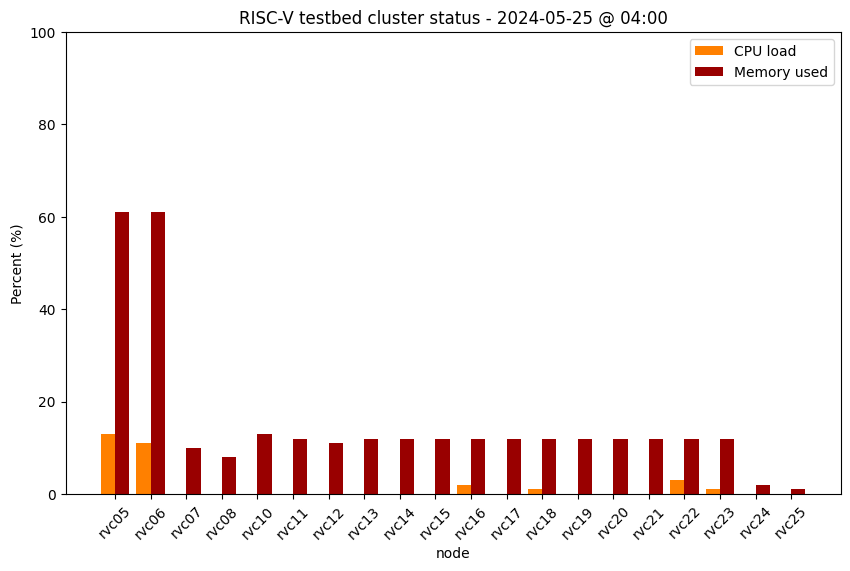 RISC-V testbed cluster status - 2024-05-25 @ 04:00
CPU load
Memory used
Percent (%)
100
80
60
40
20
0
rvc05
rvc06
rvc07
rvc08
rvc10
rvc11
rvc12
rvc13
rvc14
rvc15
rvc16
rvc17
rvc18
rvc19
rvc20
rvc21
rvc22
rvc23
rvc24
rvc25
node